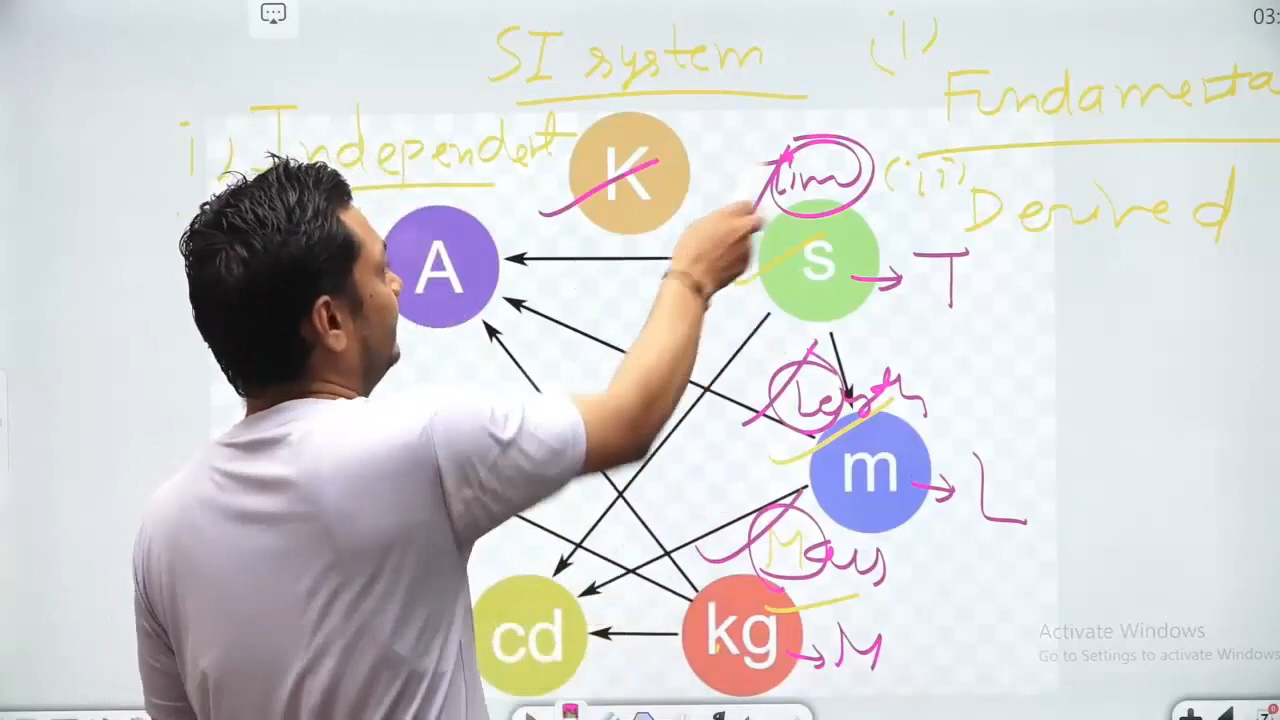 03:
SI system
(i)
Fundamenta
i) Independent
K
Time
(ii)
Derived
A
s
T
Length
m
L
Mass
cd
kg
M
Activate Windows
Go to Settings to activate Windows